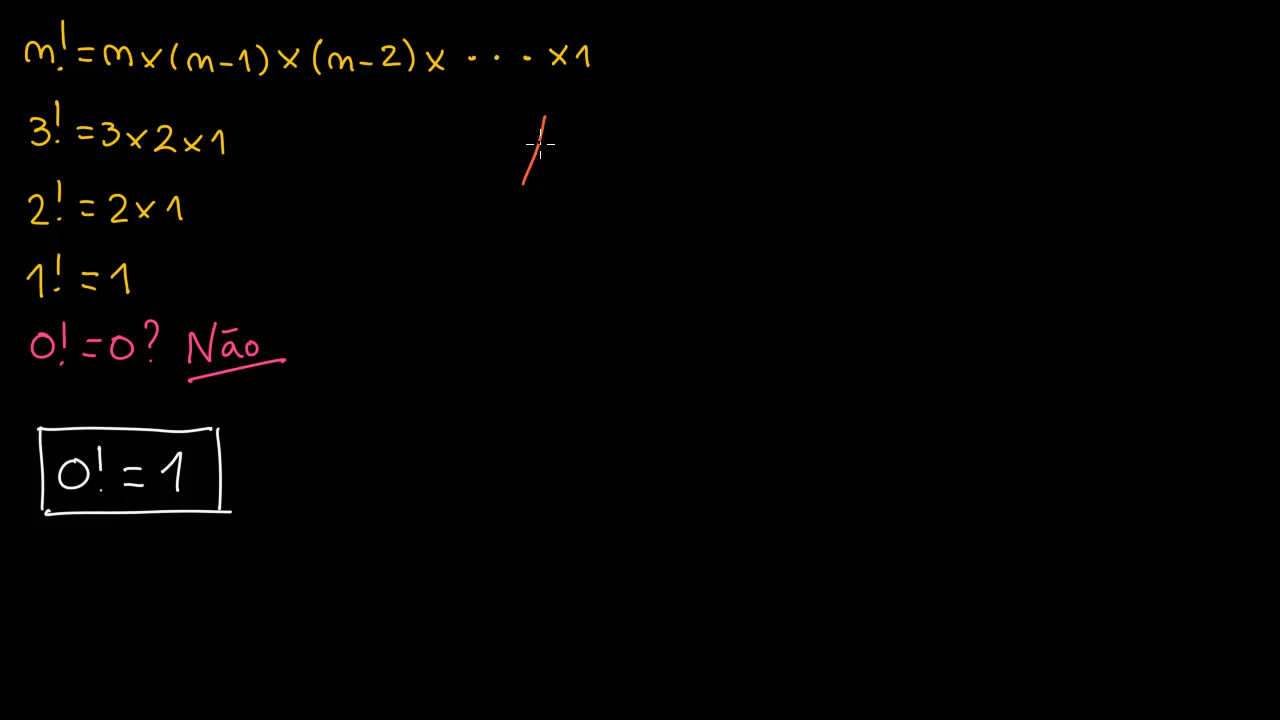 m! = m × (m - 1) × (m - 2) × ... × 1
3! = 3 × 2 × 1
2! = 2 × 1
1! = 1
0! = 0? Não
0! = 1